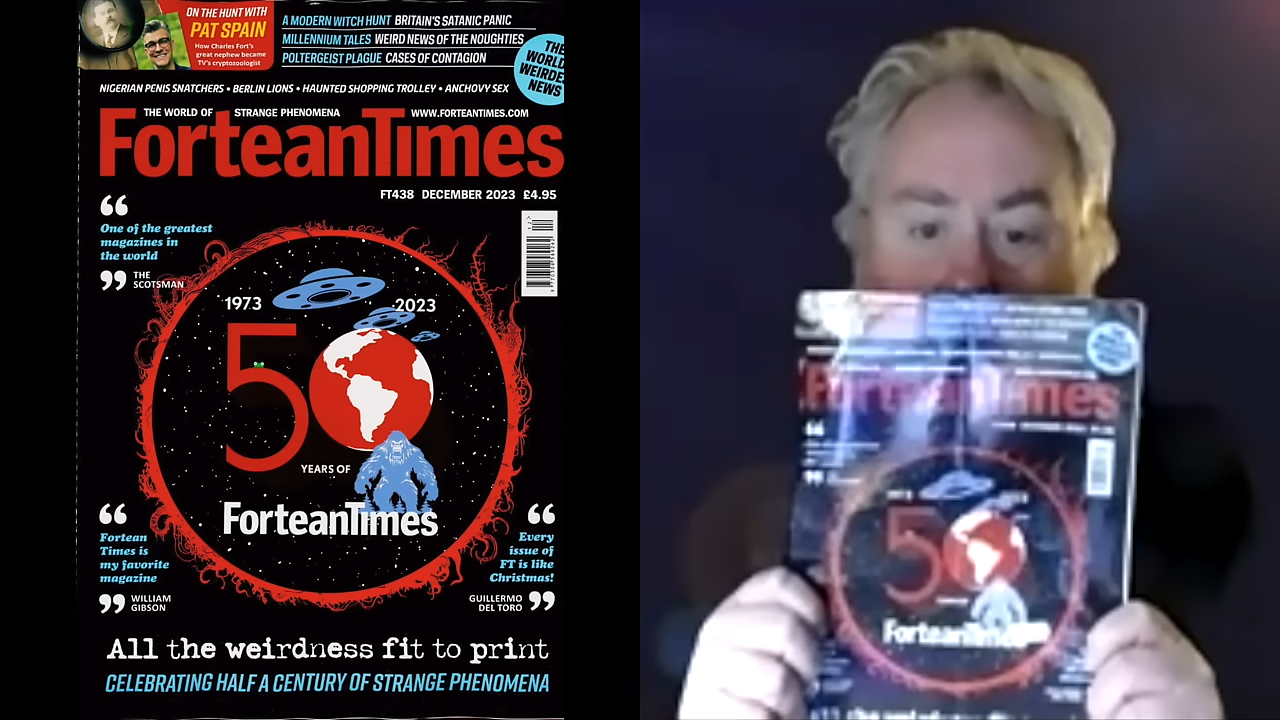 ON THE HUNT WITH
PAT SPAIN
How Charles Fort's
great nephew became
TV's cryptozoologist
A MODERN WITCH HUNT BRITAIN'S SATANIC PANIC
MILLENNIUM TALES WEIRD NEWS OF THE NOUGHTIES
POLTERGEIST PLAGUE CASES OF CONTAGION
THE
WORL
WEIRDE
NEWS
NIGERIAN PENIS SNATCHERS • BERLIN LIONS • HAUNTED SHOPPING TROLLEY • ANCHOVY SEX
THE WORLD OF STRANGE PHENOMENA WWW.FORTEANTIMES.COM
ForteanTimes
FT438 DECEMBER 2023 £4.95
“
One of the greatest
magazines in
the world
”
THE
SCOTSMAN
1973
2023
50
YEARS OF
ForteanTimes
“
Fortean
Times is
my favorite
magazine
”
WILLIAM
GIBSON
“
Every
issue of
FT is like
Christmas!
GUILLERMO
DEL TORO
”
All the weirdness fit to print
CELEBRATING HALF A CENTURY OF STRANGE PHENOMENA
ForteanTimes
50
ForteanTimes
All the weirdness